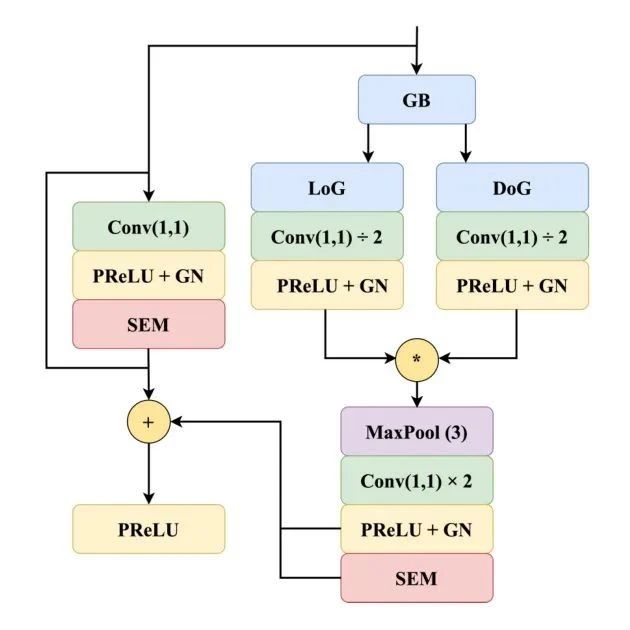 GB
LoG
DoG
Conv(1,1) ÷ 2
Conv(1,1) ÷ 2
PReLU + GN
PReLU + GN
Conv(1,1)
PReLU + GN
SEM
*
+
MaxPool (3)
Conv(1,1) × 2
PReLU + GN
SEM
PReLU